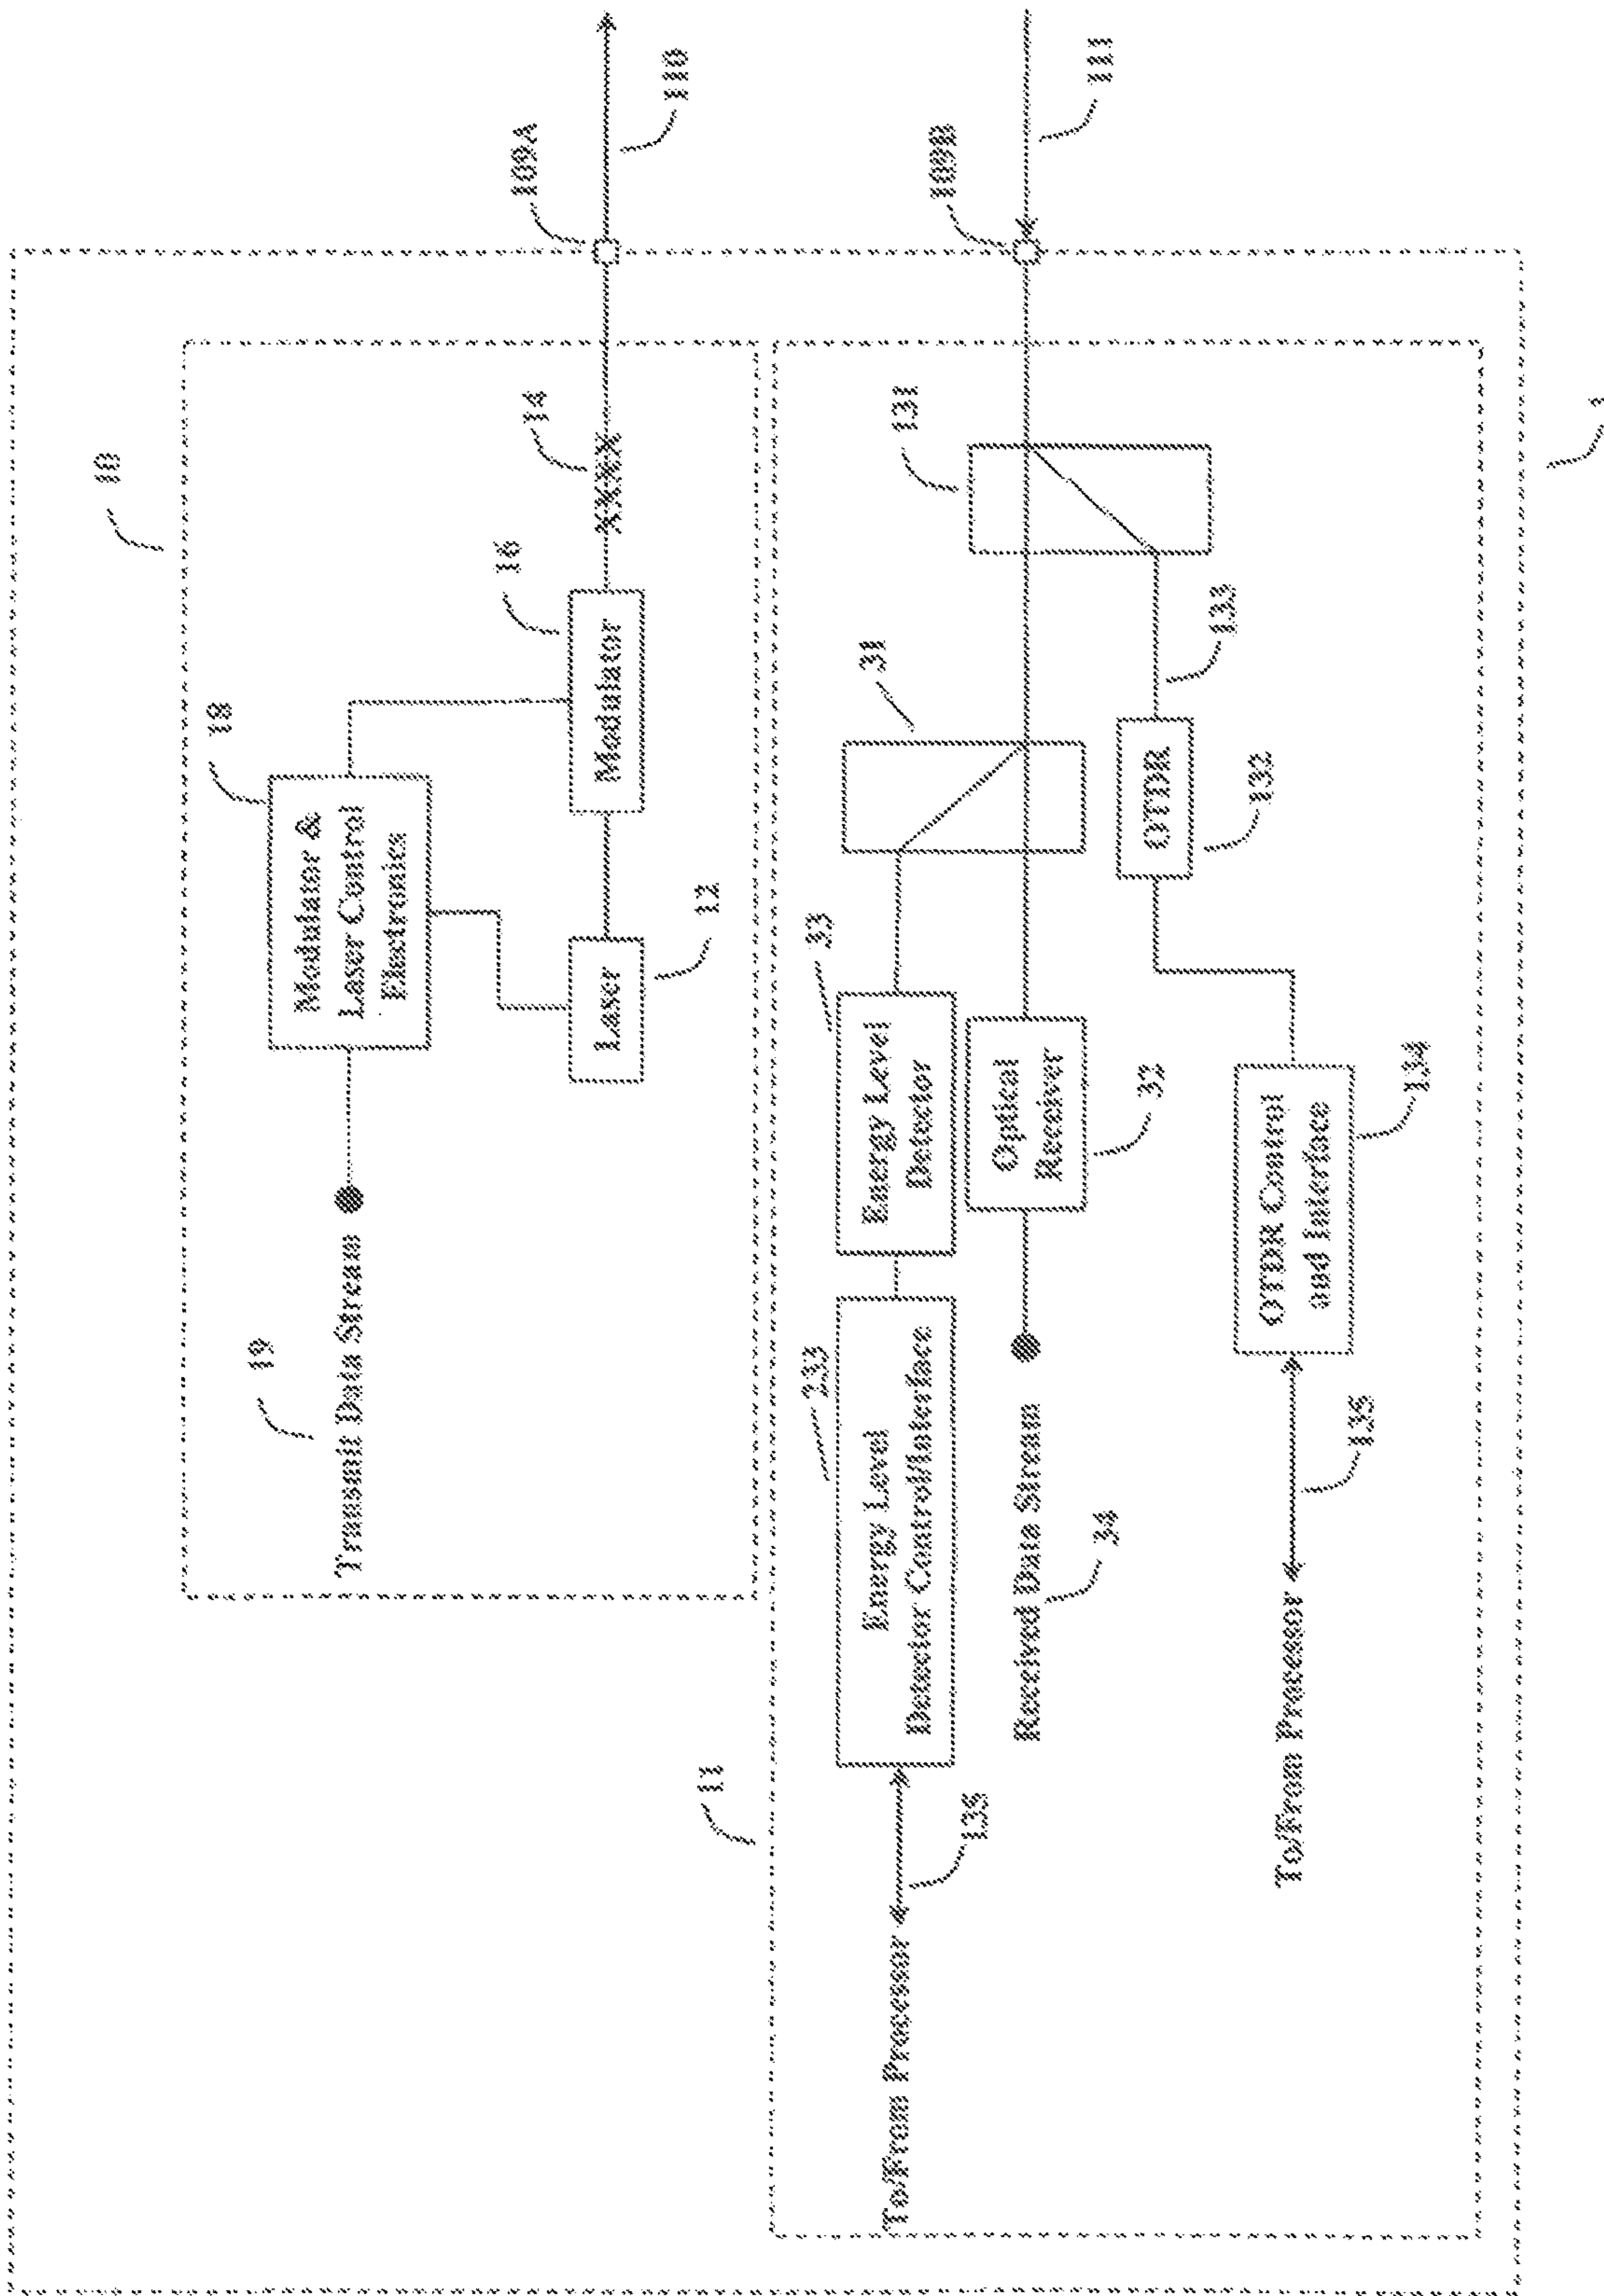 10
18
Modulator &
Laser Control
Electronics
19
Transmit Data Stream
Laser
12
Modulator
16
14
109A
110
11
To/From Processor
135
233
Energy Level
Detector Control/Interface
33
Energy Level
Detector
31
131
109B
111
Received Data Stream
34
Optical
Receiver
32
OTDR
132
133
To/From Processor
135
OTDR Control
and Interface
134